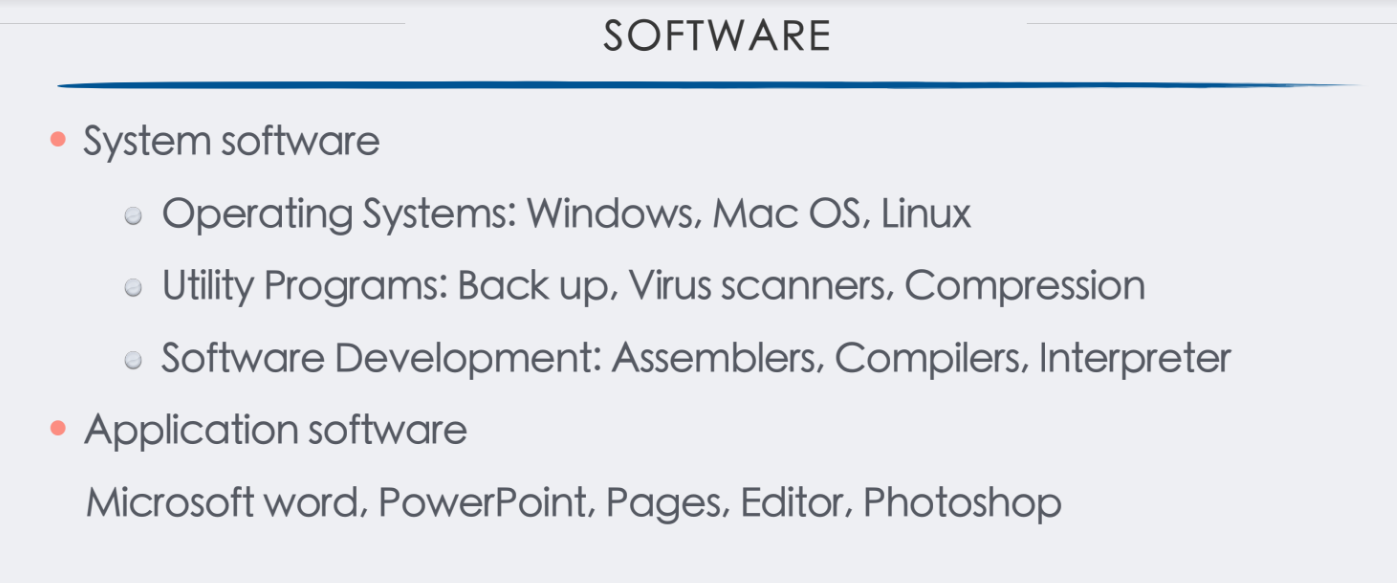 SOFTWARE
System software
Operating Systems: Windows, Mac OS, Linux
Utility Programs: Back up, Virus scanners, Compression
Software Development: Assemblers, Compilers, Interpreter
Application software
Microsoft word, PowerPoint, Pages, Editor, Photoshop